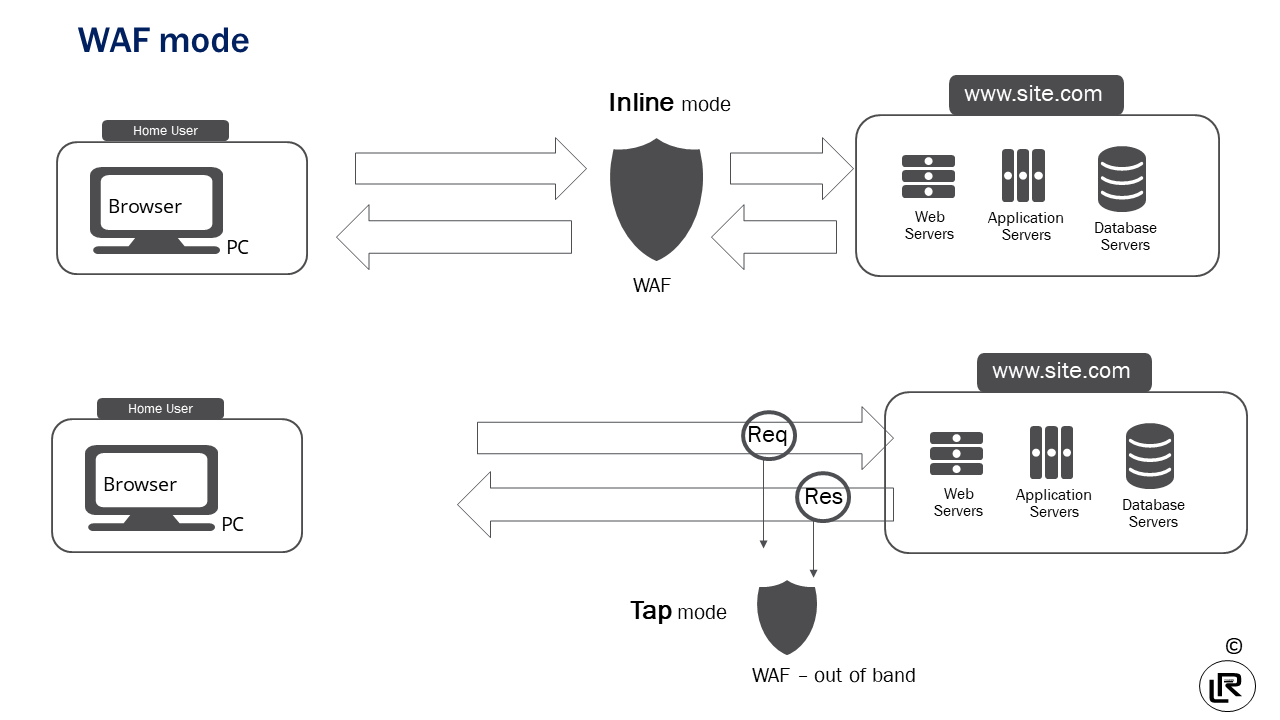 WAF mode
Inline mode
www.site.com
Home User
Browser
PC
WAF
Web
Servers
Application
Servers
Database
Servers
www.site.com
Home User
Browser
PC
Req
Res
Web
Servers
Application
Servers
Database
Servers
Tap mode
WAF – out of band
©
LR